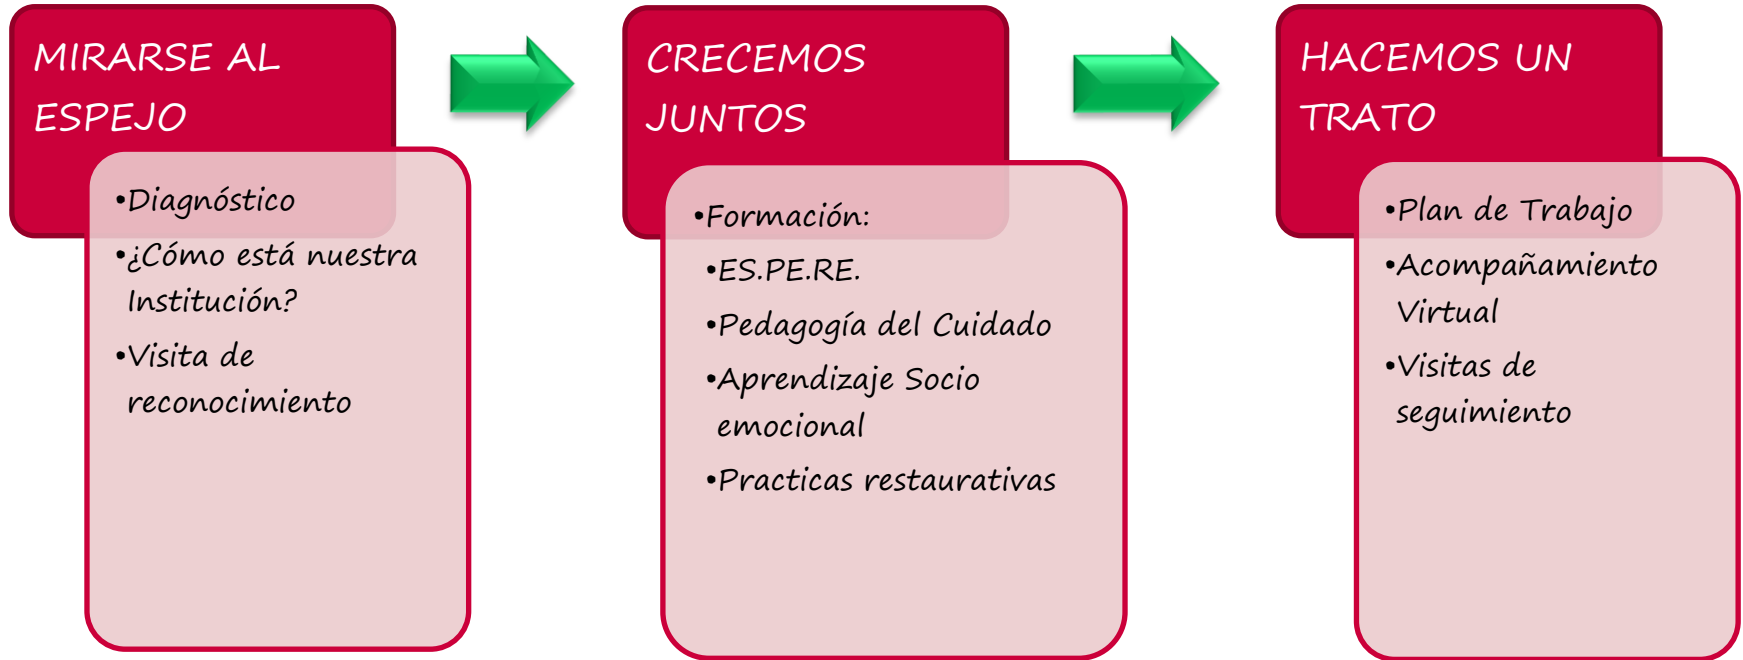 MIRARSE AL
ESPEJO
•Diagnóstico
•¿Cómo está nuestra
Institución?
•Visita de
reconocimiento
CRECEMOS
JUNTOS
•Formación:
•ES.PE.RE.
•Pedagogía del Cuidado
•Aprendizaje Socio
emocional
•Practicas restaurativas
HACEMOS UN
TRATO
•Plan de Trabajo
•Acompañamiento
Virtual
•Visitas de
seguimiento